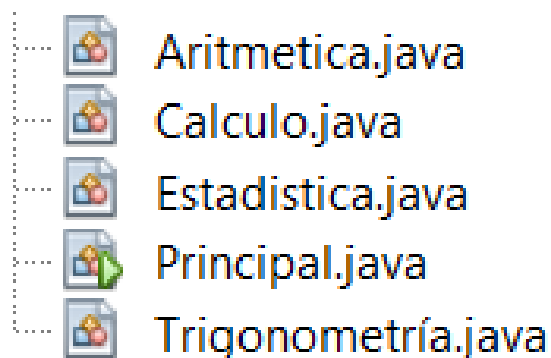 Aritmetica.java
Calculo.java
Estadistica.java
Principal.java
Trigonometría.java